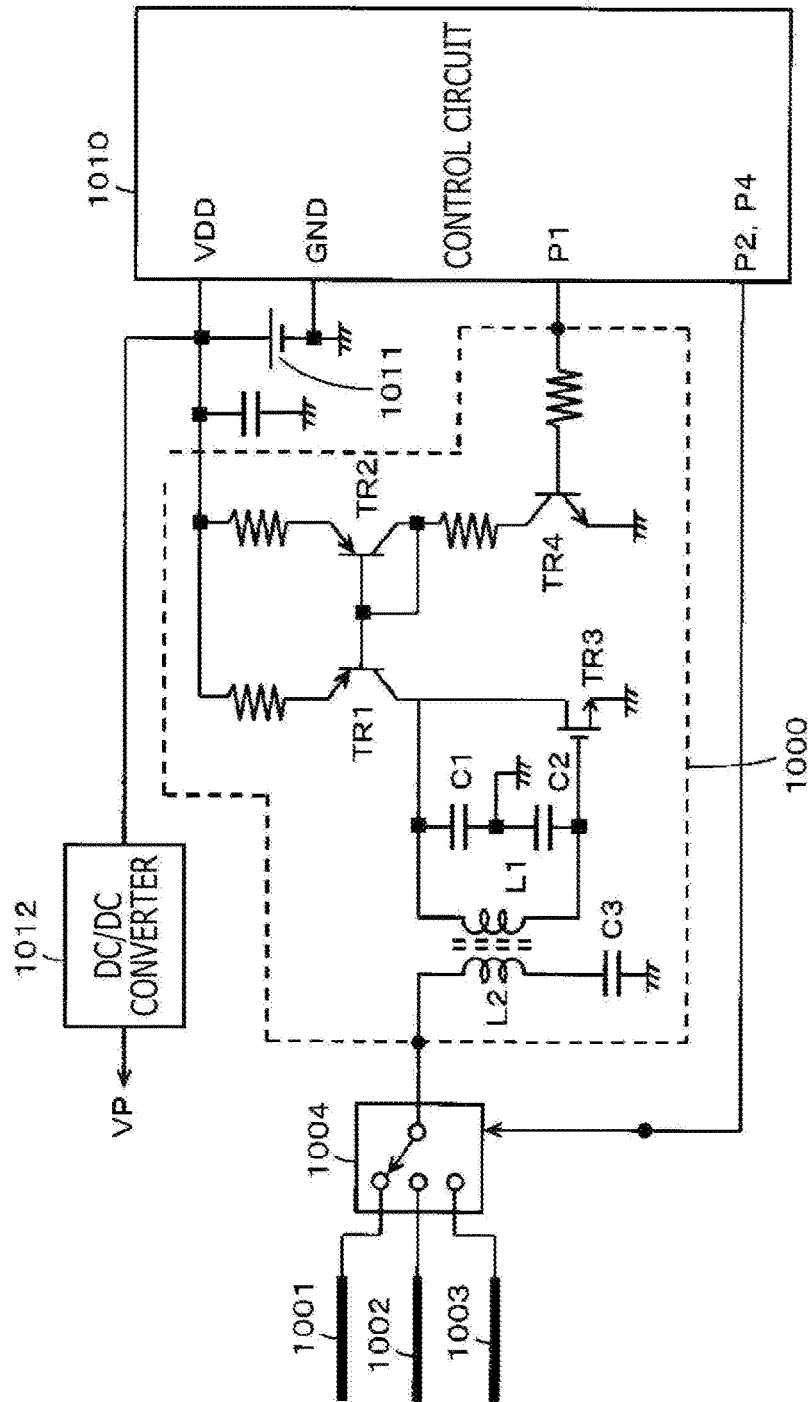 1012
DC/DC
CONVERTER
VP
1010
VDD
GND
CONTROL CIRCUIT
P1
P2, P4
1011
TR2
TR1
TR4
TR3
C1
C2
L1
L2
C3
1000
1004
1001
1002
1003